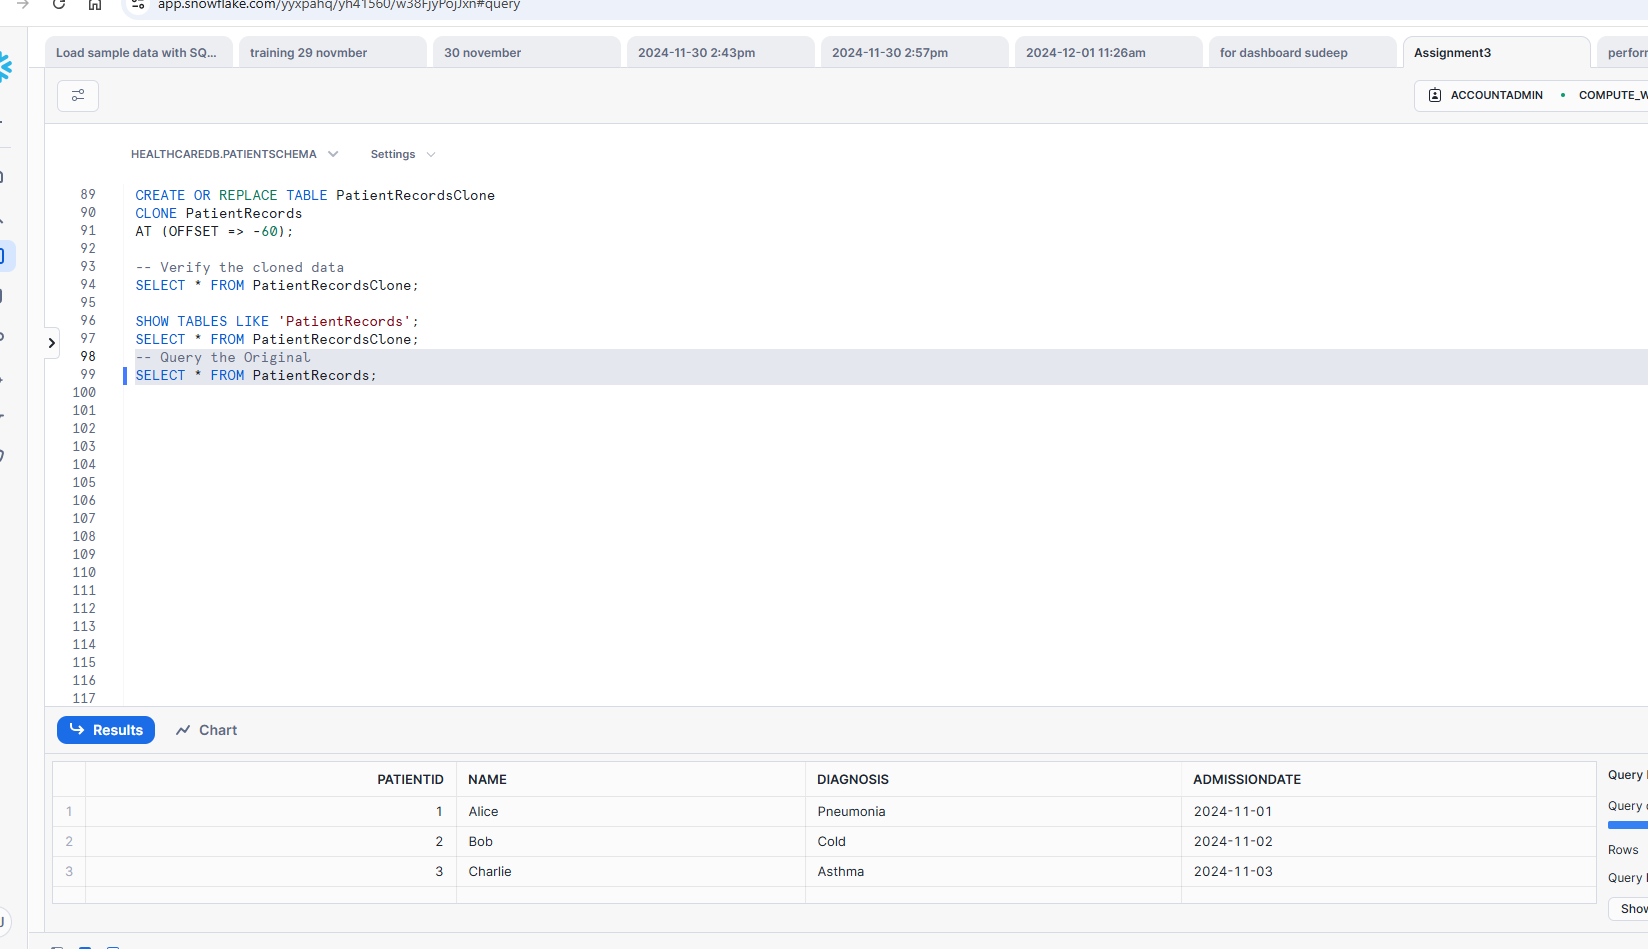 app.snowflake.com/yyxpahq/yh41560/w38FjyPojJxn#query
Load sample data with SQ... training 29 novmber 30 november 2024-11-30 2:43pm 2024-11-30 2:57pm 2024-12-01 11:26am for dashboard sudeep Assignment3 perforr
ACCOUNTADMIN COMPUTE_W
HEALTHCAREDB.PATIENTSCHEMA Settings
89 CREATE OR REPLACE TABLE PatientRecordsClone
90 CLONE PatientRecords
91 AT (OFFSET => -60);
92
93 -- Verify the cloned data
94 SELECT * FROM PatientRecordsClone;
95
96 SHOW TABLES LIKE 'PatientRecords';
97 SELECT * FROM PatientRecordsClone;
98 -- Query the Original
99 SELECT * FROM PatientRecords;
100
101
102
103
104
105
106
107
108
109
110
111
112
113
114
115
116
117
Results Chart
PATIENTID NAME DIAGNOSIS ADMISSIONDATE
1 1 Alice Pneumonia 2024-11-01
2 2 Bob Cold 2024-11-02
3 3 Charlie Asthma 2024-11-03
Query
Query
Rows
Query
Show